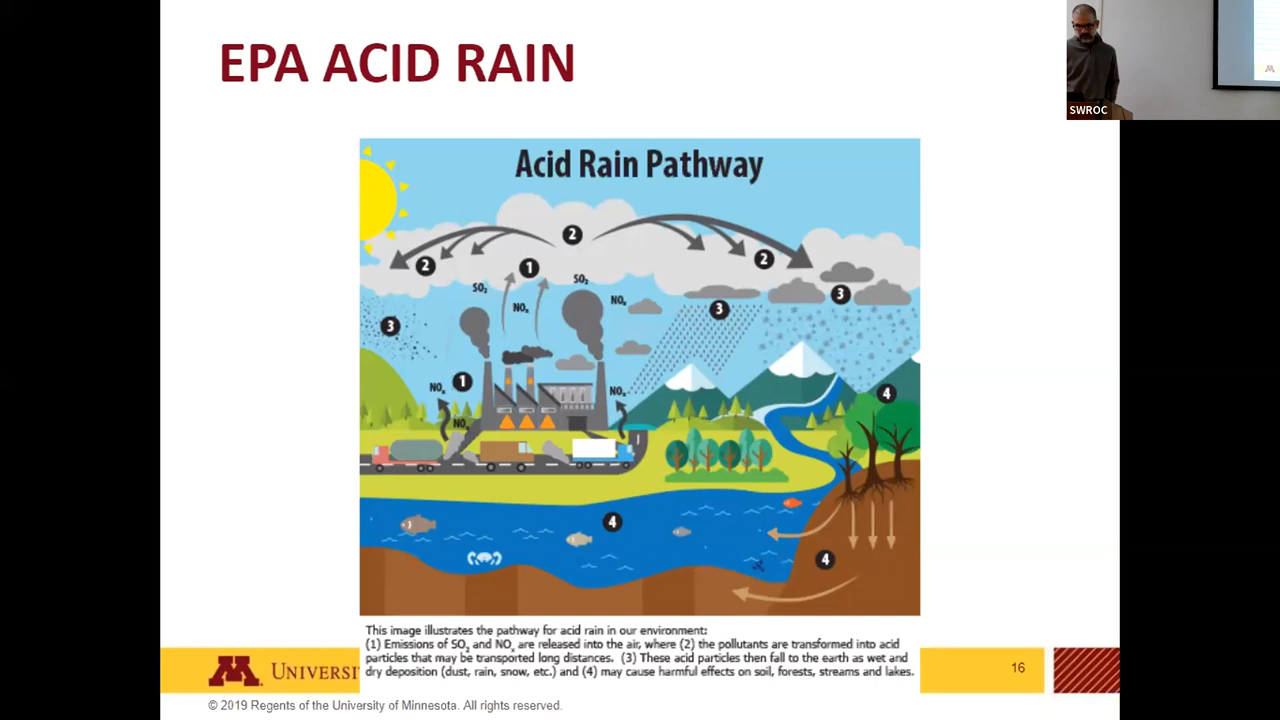 EPA ACID RAIN
SWROC
Acid Rain Pathway
2
2
1
2
SO2
SO2
NOx
NOx
3
3
3
1
NOx
NOx
NOx
4
4
4
This image illustrates the pathway for acid rain in our environment:
(1) Emissions of SO2 and NOx are released into the air, where (2) the pollutants are transformed into acid
particles that may be transported long distances. (3) These acid particles then fall to the earth as wet and
dry deposition (dust, rain, snow, etc.) and (4) may cause harmful effects on soil, forests, streams and lakes.
M UNIVERSI
16
© 2019 Regents of the University of Minnesota. All rights reserved.